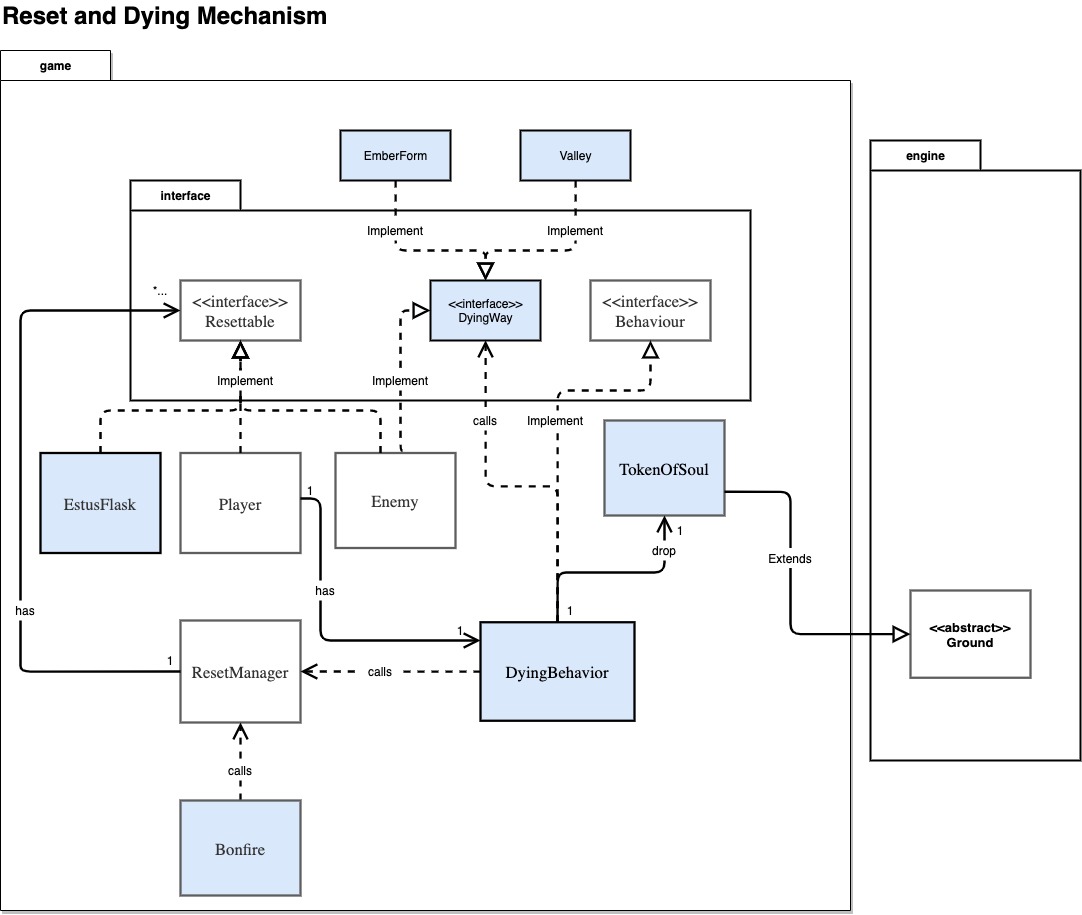 Reset and Dying Mechanism
game
EmberForm
Valley
engine
interface
Implement
Implement
*...
<<interface>>
Resettable
<<interface>>
DyingWay
<<interface>>
Behaviour
Implement
Implement
calls
Implement
EstusFlask
Player
Enemy
TokenOfSoul
1
1
drop
Extends
has
has
1
1
1
<<abstract>>
Ground
ResetManager
calls
DyingBehavior
calls
Bonfire